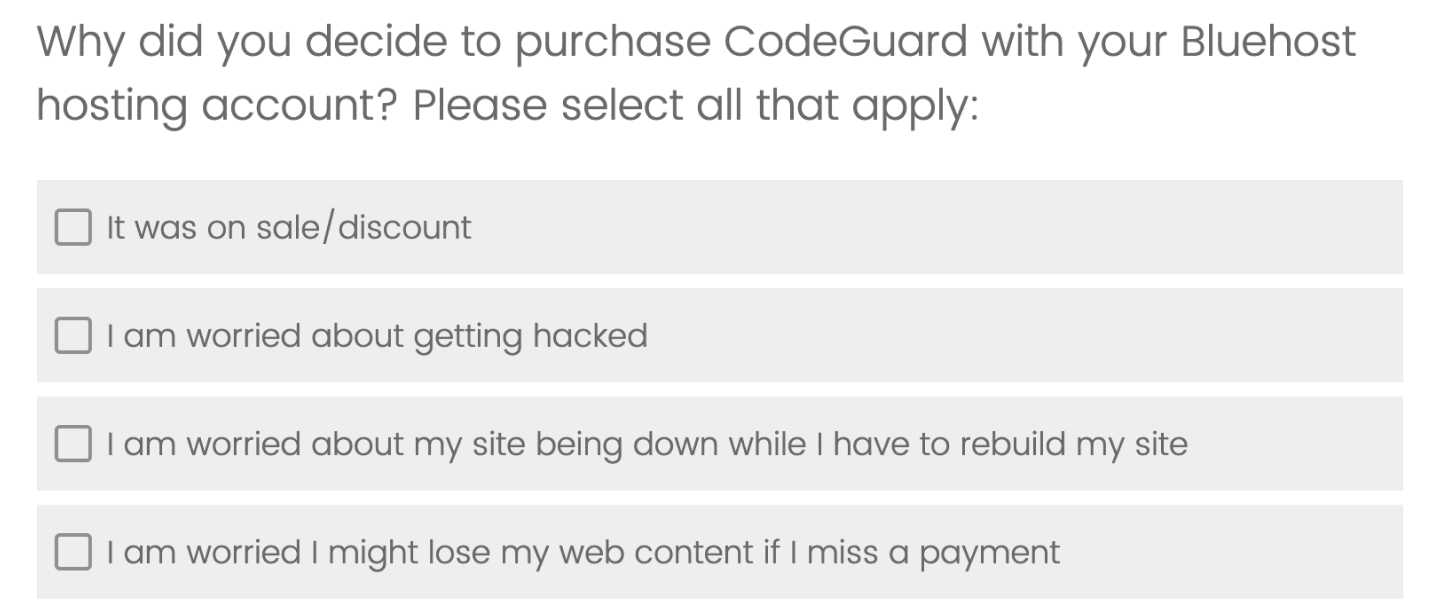 Why did you decide to purchase CodeGuard with your Bluehost
hosting account? Please select all that apply:
It was on sale/discount
I am worried about getting hacked
I am worried about my site being down while I have to rebuild my site
I am worried I might lose my web content if I miss a payment